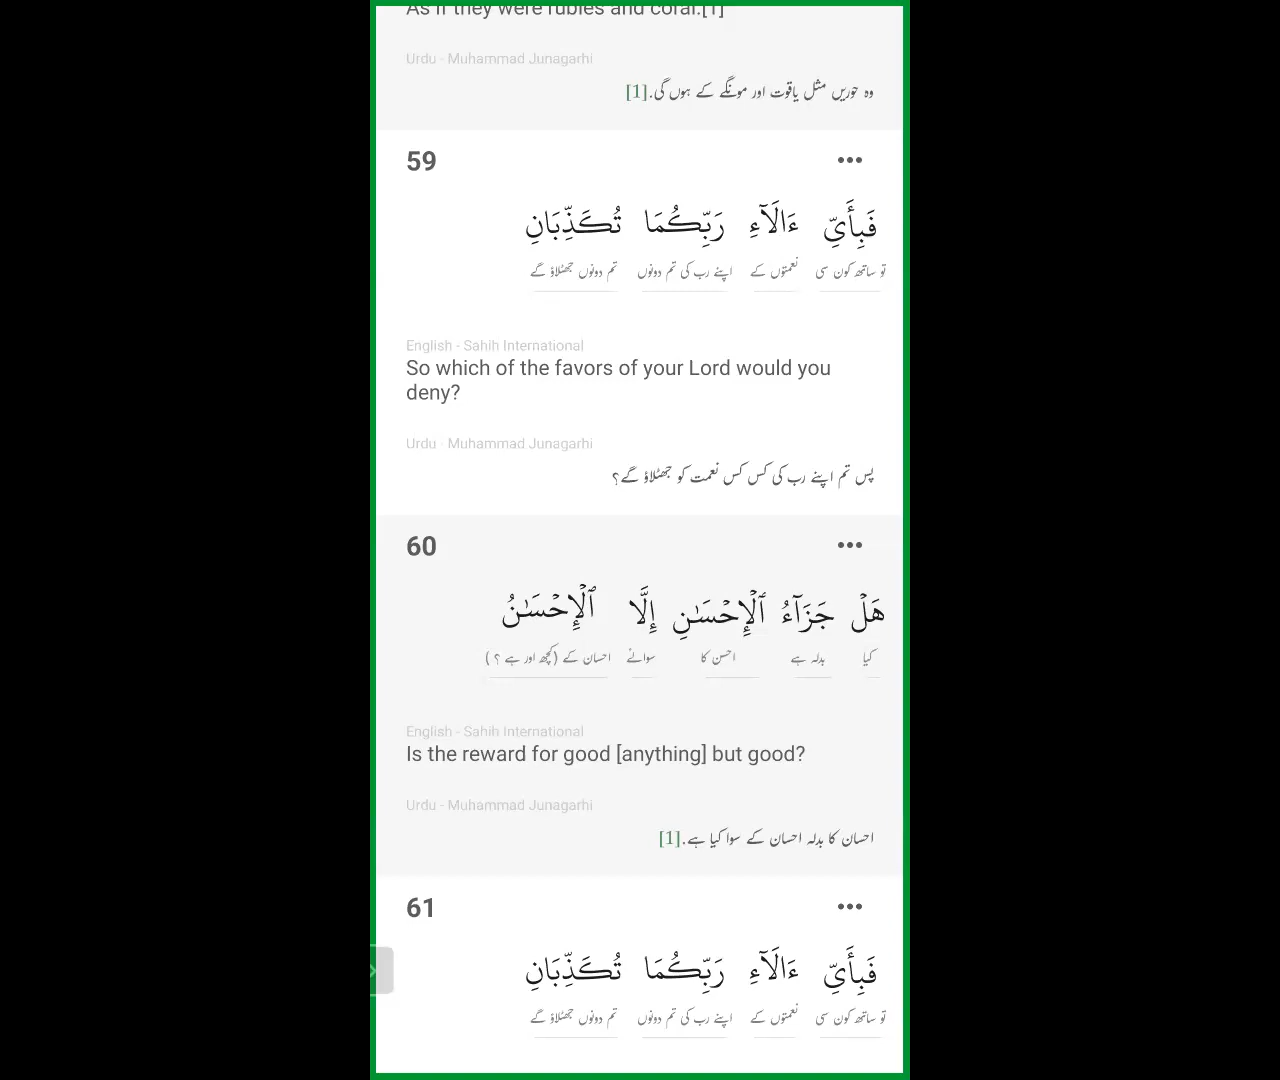 As if they were rubies and coral.[1]
Urdu - Muhammad Junagarhi
وہ حوریں مثل یاقوت اور مونگے کے ہوں گی.[1]
59
فَبِأَيِّ ءَالَآءِ رَبِّكُمَا تُكَذِّبَانِ
تو ساتھ کون سی نعمتوں کے اپنے رب کی تم دونوں تم دونوں جھٹلاؤ گے
English - Sahih International
So which of the favors of your Lord would you
deny?
Urdu - Muhammad Junagarhi
پس تم اپنے رب کی کس کس نعمت کو جھٹلاؤ گے؟
60
هَلْ جَزَآءُ ٱلْإِحْسَـٰنِ إِلَّا ٱلْإِحْسَـٰنُ
کیا بدلہ ہے احسن کا سوائے احسان کے (کچھ اور ہے ؟ )
English - Sahih International
Is the reward for good [anything] but good?
Urdu - Muhammad Junagarhi
احسان کا بدلہ احسان کے سوا کیا ہے.[1]
61
فَبِأَيِّ ءَالَآءِ رَبِّكُمَا تُكَذِّبَانِ
تو ساتھ کون سی نعمتوں کے اپنے رب کی تم دونوں تم دونوں جھٹلاؤ گے